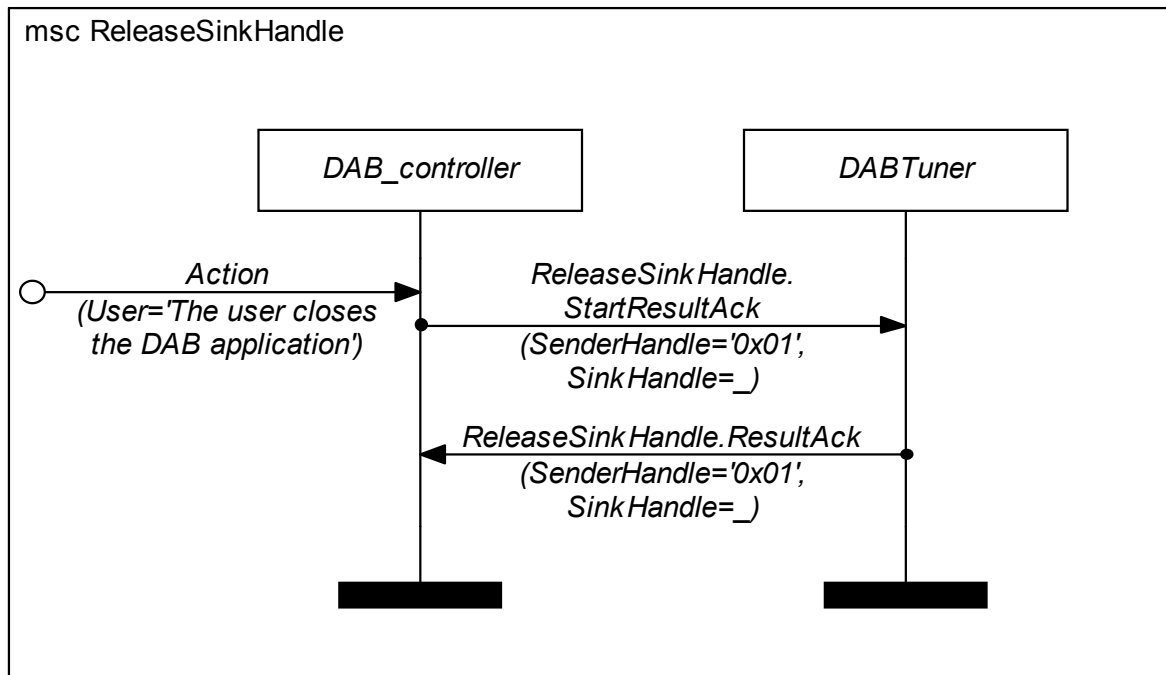 msc ReleaseSinkHandle
DAB_controller
DABTuner
Action
(User='The user closes
the DAB application')
ReleaseSinkHandle.
StartResultAck
(SenderHandle='0x01',
SinkHandle=_)
ReleaseSinkHandle.ResultAck
(SenderHandle='0x01',
SinkHandle=_)